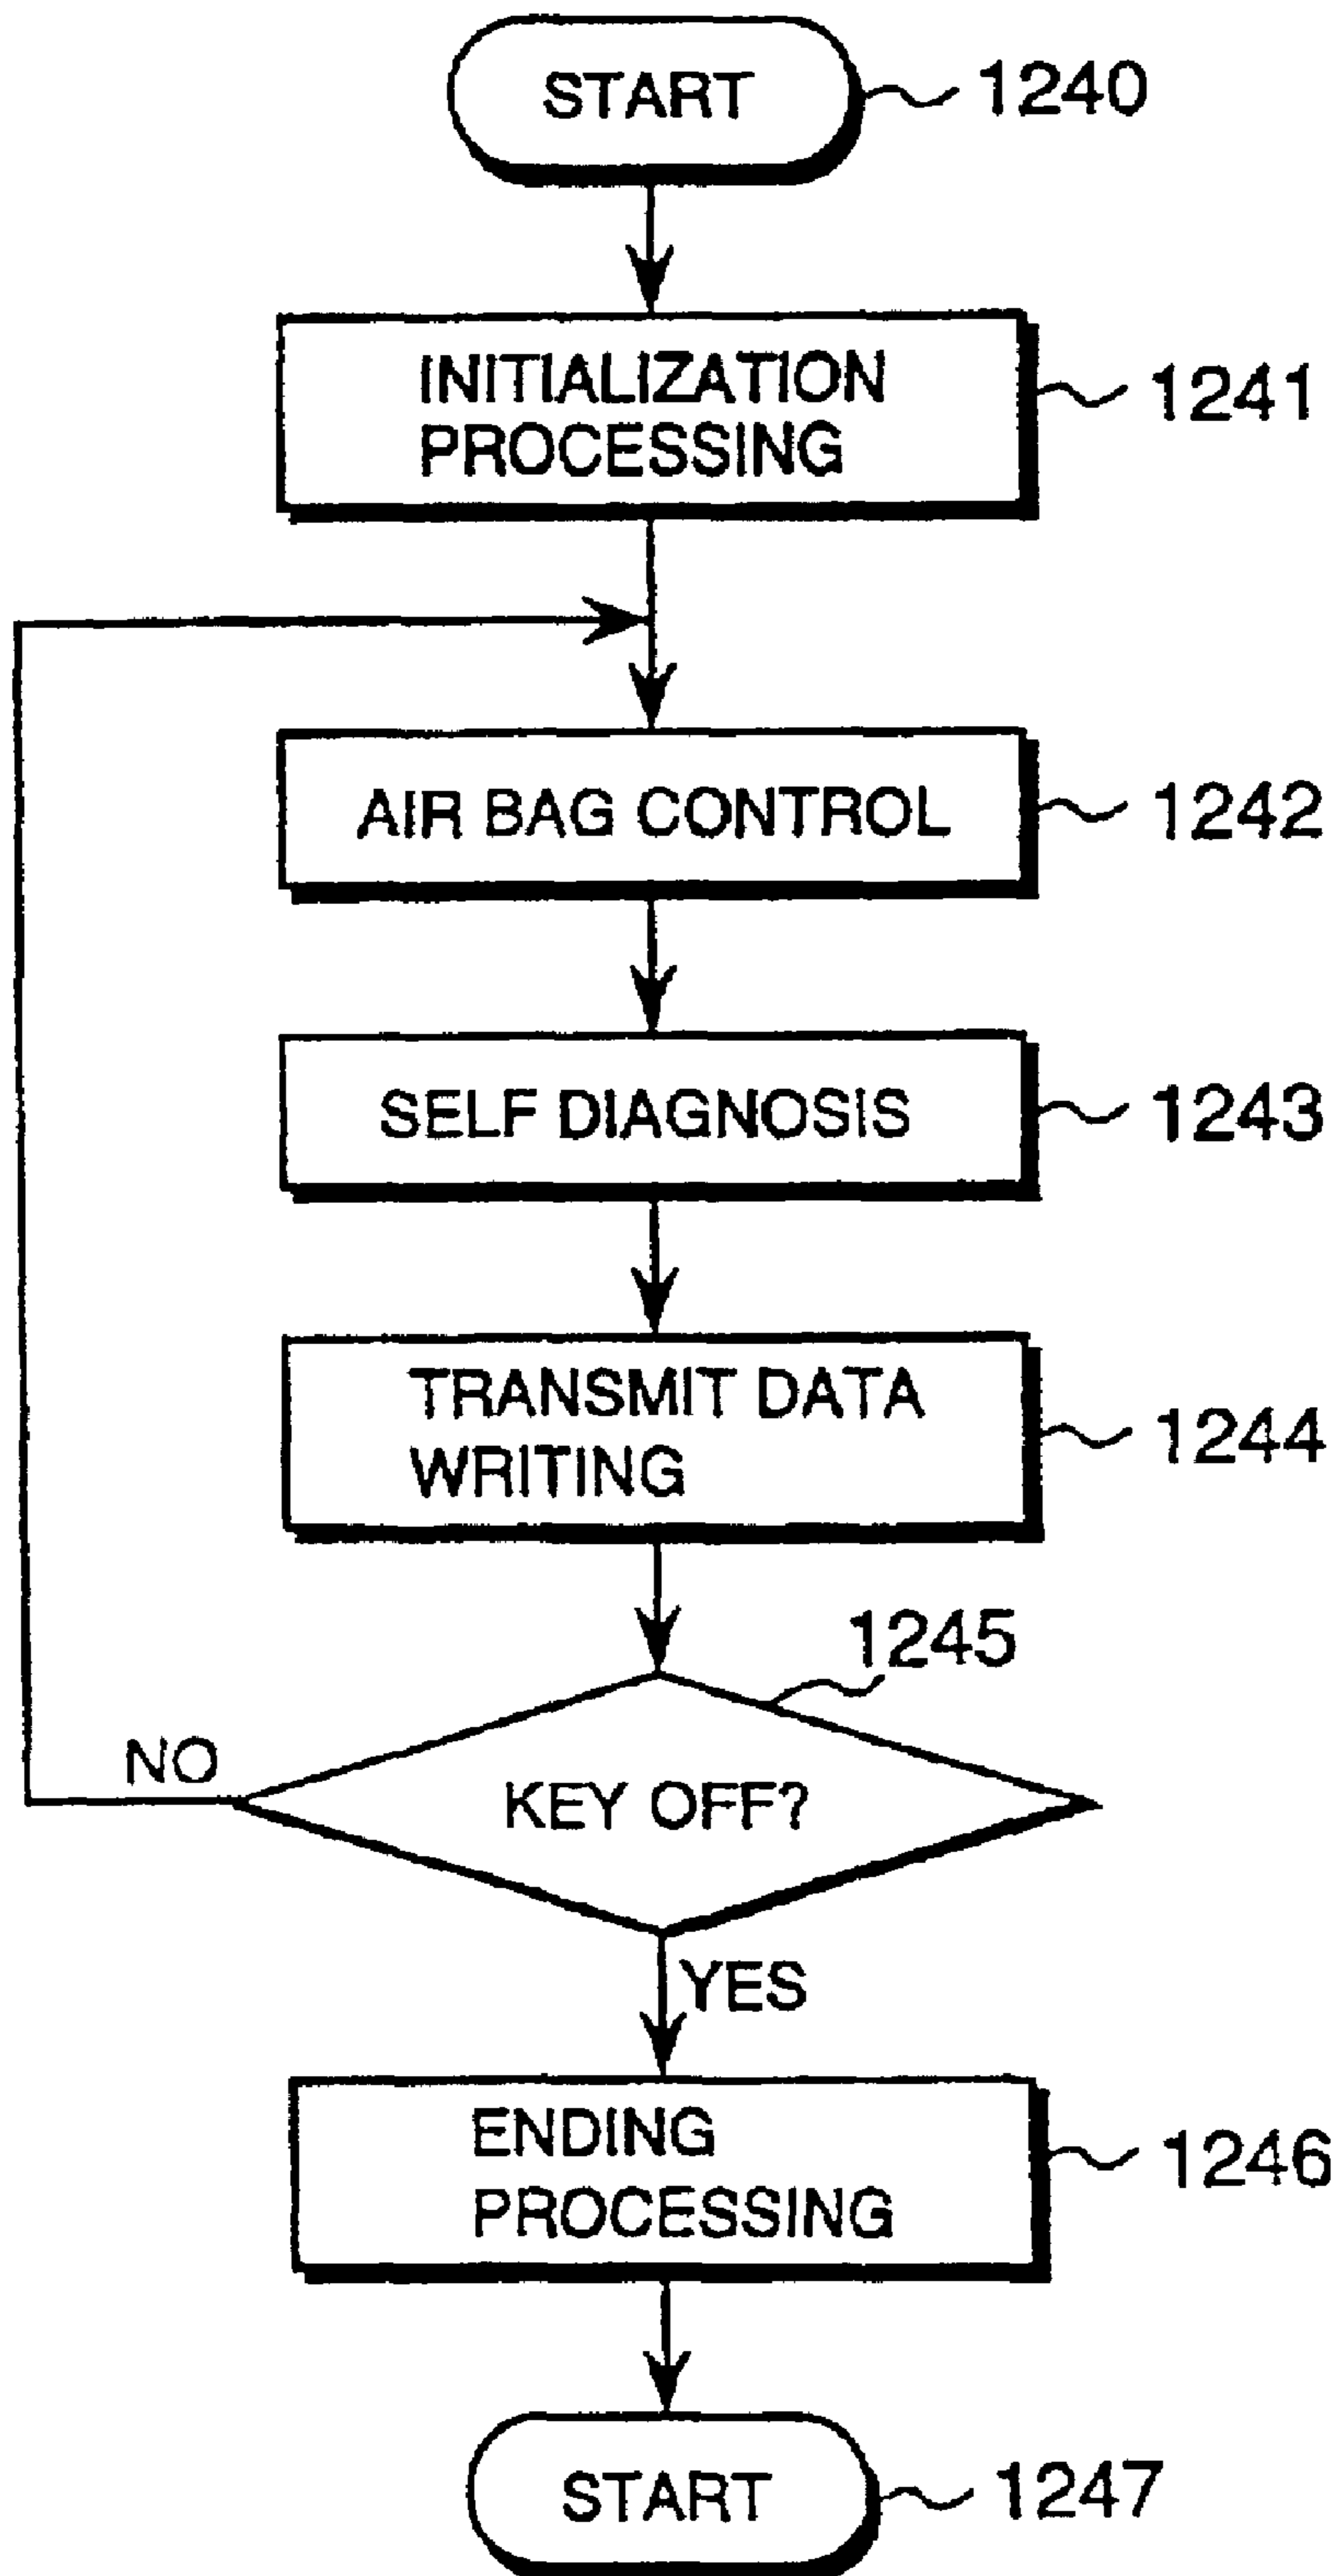 START
1240
INITIALIZATION
PROCESSING
1241
AIR BAG CONTROL
1242
SELF DIAGNOSIS
1243
TRANSMIT DATA
WRITING
1244
1245
NO
KEY OFF?
YES
ENDING
PROCESSING
1246
START
1247